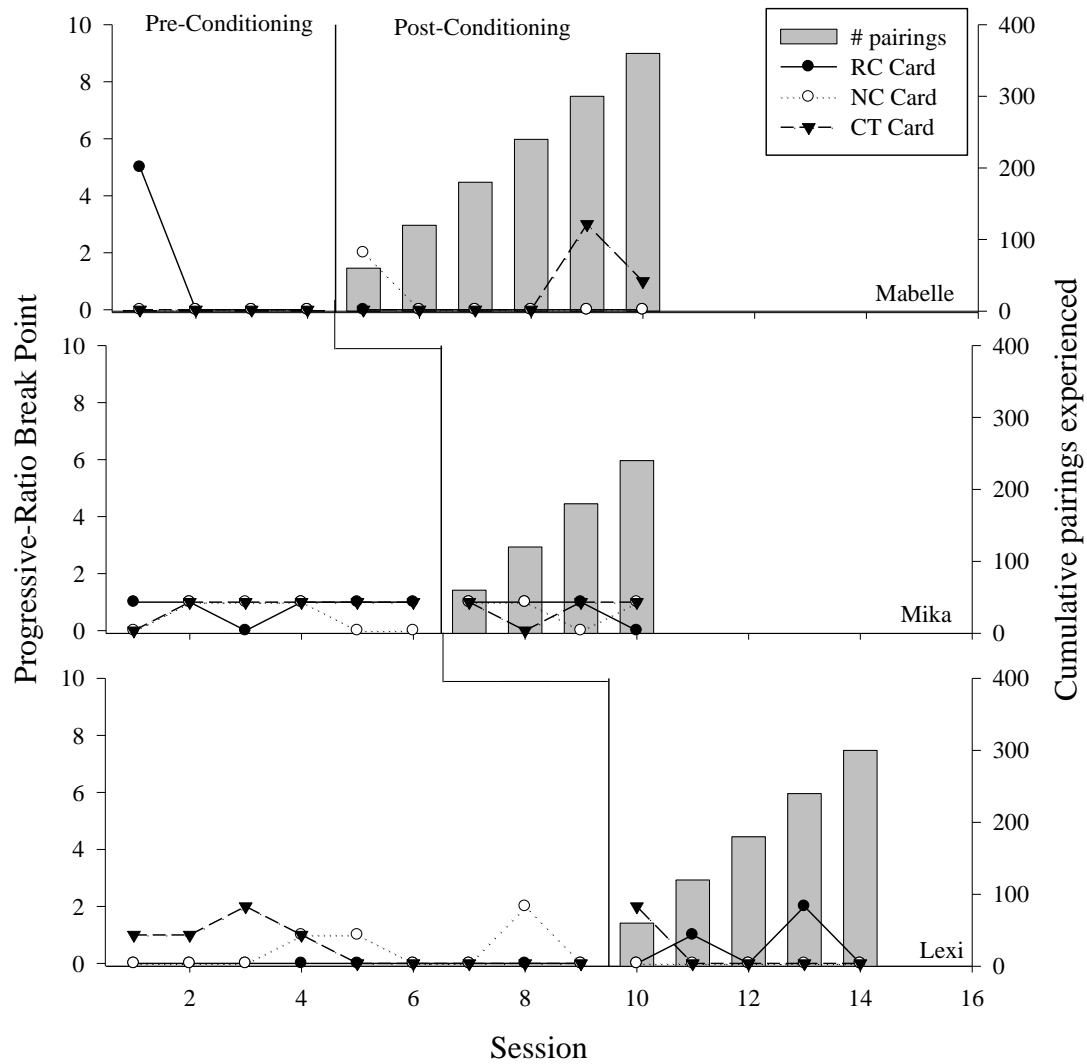 Pre-Conditioning
Post-Conditioning
# pairings
RC Card
NC Card
CT Card
10
8
6
4
2
0
400
300
200
100
0
Mabelle
10
8
6
4
2
0
400
300
200
100
0
Mika
10
8
6
4
2
0
400
300
200
100
0
Lexi
2 4 6 8 10 12 14 16
Session
Progressive-Ratio Break Point
Cumulative pairings experienced